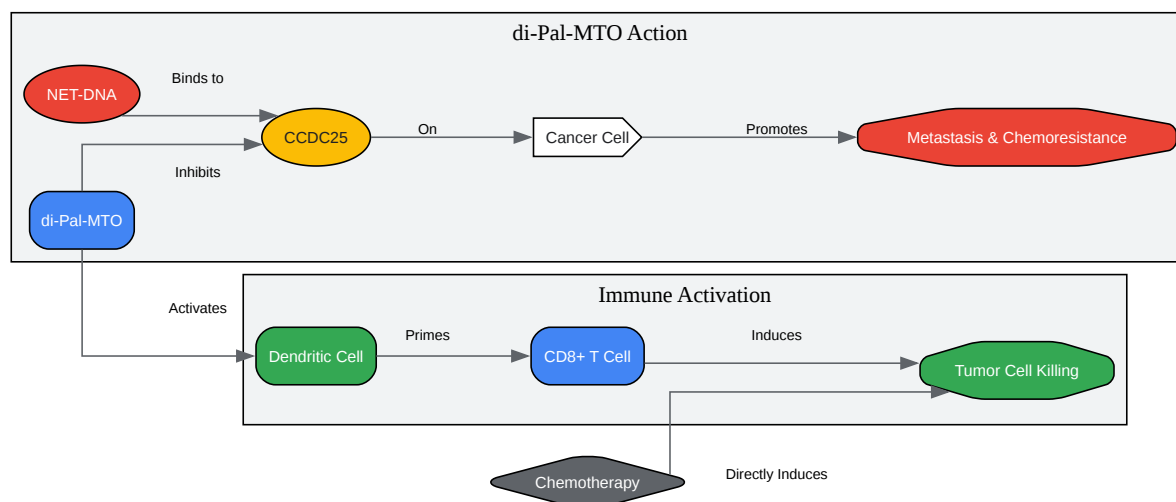 di-Pal-MTO Action
NET-DNA
Binds to
CCDC25
On
Cancer Cell
Promotes
Metastasis & Chemoresistance
Inhibits
di-Pal-MTO
Activates
Immune Activation
Dendritic Cell
Primes
CD8+ T Cell
Induces
Tumor Cell Killing
Chemotherapy
Directly Induces